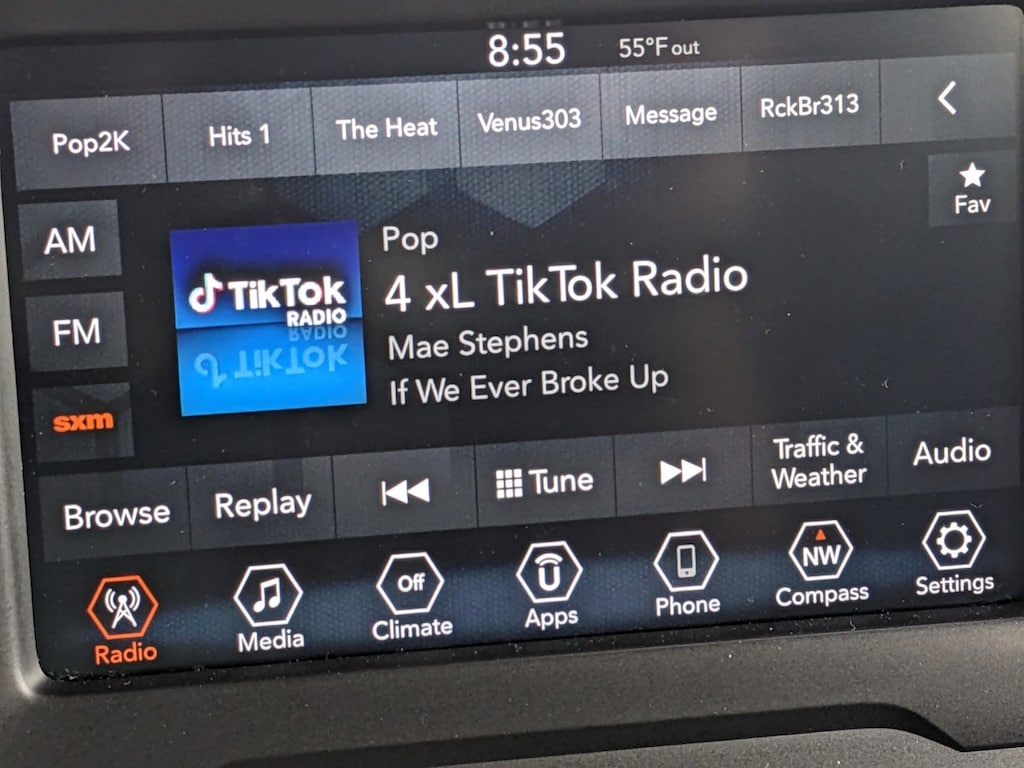 8:55 55°F out
Pop2K Hits 1 The Heat Venus303 Message RckBr313
Fav
AM
FM
sxm
TikTok
RADIO
Pop
4 xL TikTok Radio
Mae Stephens
If We Ever Broke Up
Browse Replay Tune Traffic & Weather Audio
Radio
Media
Off
Climate
U
Apps
Phone
NW
Compass
Settings